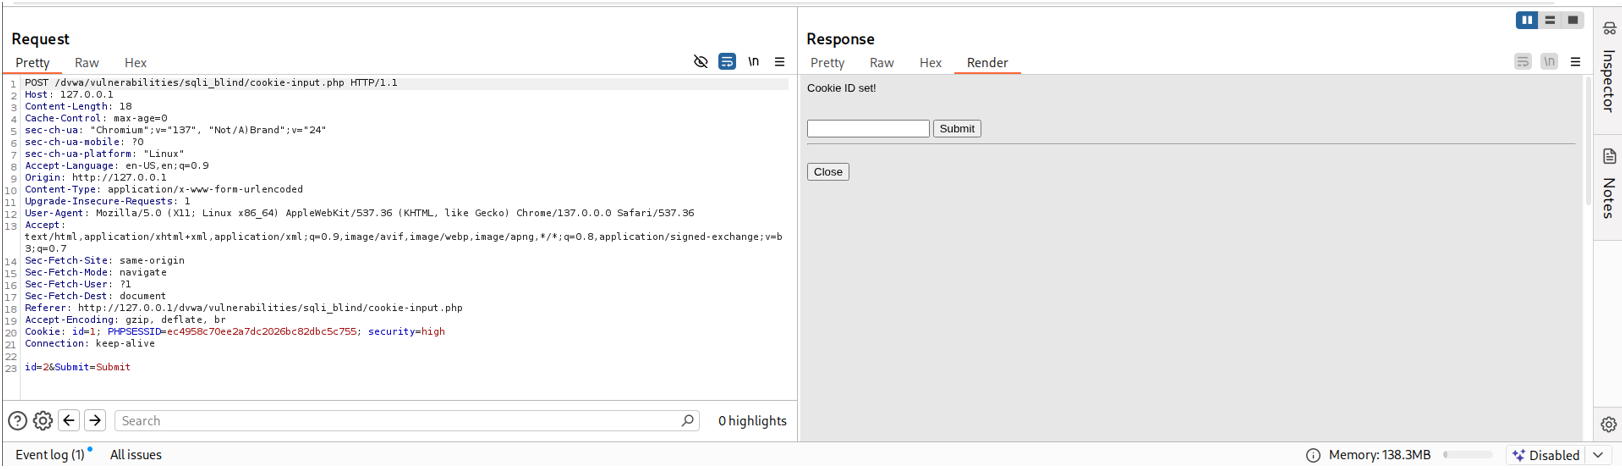 Request
Pretty Raw Hex \n
1 POST /dvwa/vulnerabilities/sqli_blind/cookie-input.php HTTP/1.1
2 Host: 127.0.0.1
3 Content-Length: 18
4 Cache-Control: max-age=0
5 sec-ch-ua: "Chromium";v="137", "Not/A)Brand";v="24"
6 sec-ch-ua-mobile: ?0
7 sec-ch-ua-platform: "Linux"
8 Accept-Language: en-US,en;q=0.9
9 Origin: http://127.0.0.1
10 Content-Type: application/x-www-form-urlencoded
11 Upgrade-Insecure-Requests: 1
12 User-Agent: Mozilla/5.0 (X11; Linux x86_64) AppleWebKit/537.36 (KHTML, like Gecko) Chrome/137.0.0.0 Safari/537.36
13 Accept:
text/html,application/xhtml+xml,application/xml;q=0.9,image/avif,image/webp,image/apng,*/*;q=0.8,application/signed-exchange;v=b
3;q=0.7
14 Sec-Fetch-Site: same-origin
15 Sec-Fetch-Mode: navigate
16 Sec-Fetch-User: ?1
17 Sec-Fetch-Dest: document
18 Referer: http://127.0.0.1/dvwa/vulnerabilities/sqli_blind/cookie-input.php
19 Accept-Encoding: gzip, deflate, br
20 Cookie: id=1; PHPSESSID=ec4958c70ee2a7dc2026bc82dbc5c755; security=high
21 Connection: keep-alive
22
23 id=2&Submit=Submit
Search
0 highlights
Response
Pretty Raw Hex Render \n
Cookie ID set!
Submit
Close
Inspector
Notes
Event log (1) All issues
Memory: 138.3MB
Disabled